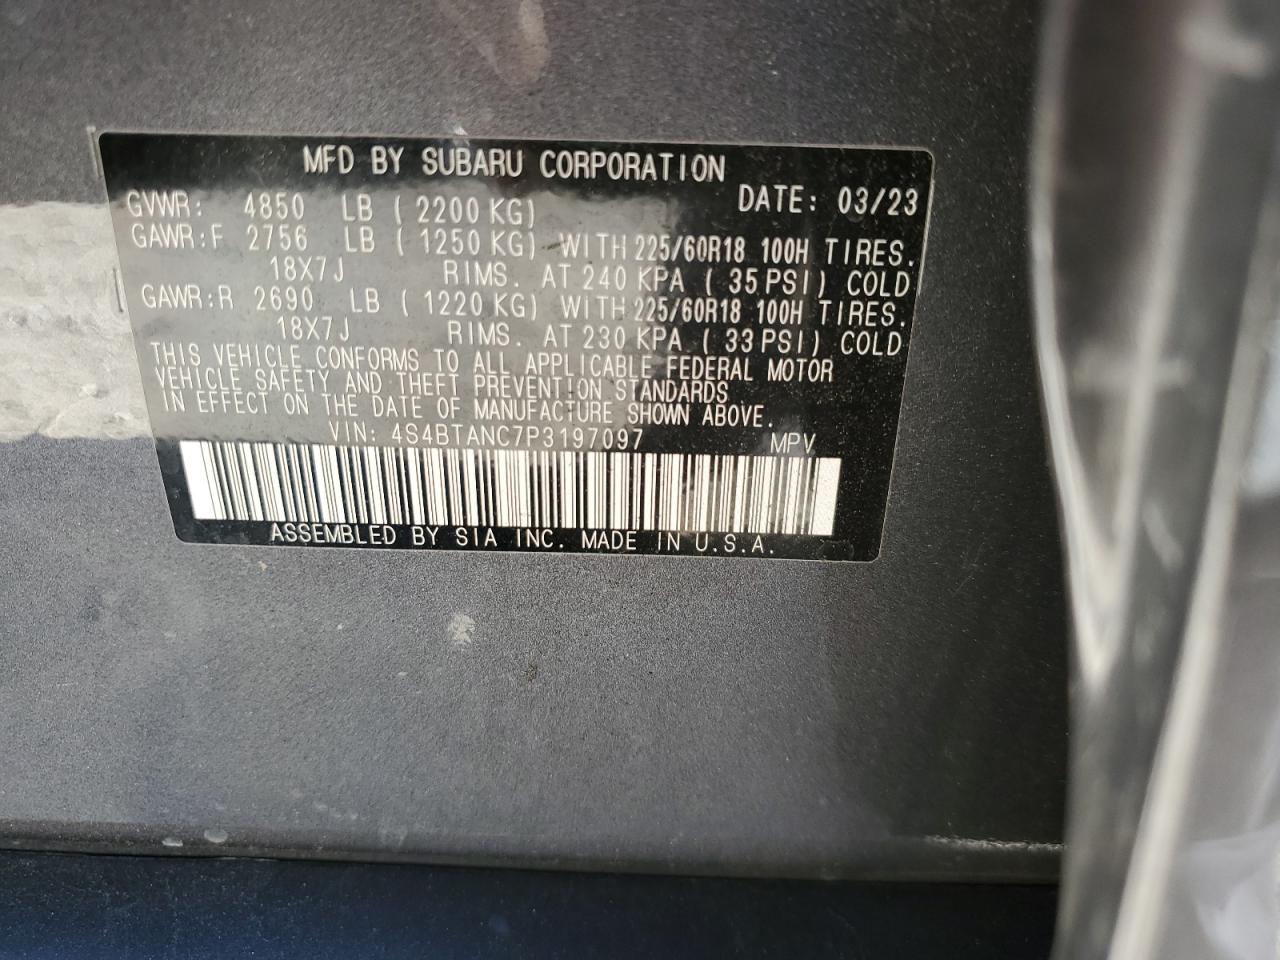 MFD BY SUBARU CORPORATION
DATE: 03/23
GVWR: 4850 LB ( 2200 KG)
GAWR:F 2756 LB ( 1250 KG) WITH 225/60R18 100H TIRES.
18X7J RIMS. AT 240 KPA ( 35 PSI) COLD
GAWR:R 2690 LB ( 1220 KG) WITH 225/60R18 100H TIRES.
18X7J RIMS. AT 230 KPA ( 33 PSI) COLD
THIS VEHICLE CONFORMS TO ALL APPLICABLE FEDERAL MOTOR
VEHICLE SAFETY AND THEFT PREVENTION STANDARDS
IN EFFECT ON THE DATE OF MANUFACTURE SHOWN ABOVE.
VIN: 4S4BTANC7P3197097 MPV
ASSEMBLED BY SIA INC. MADE IN U.S.A.